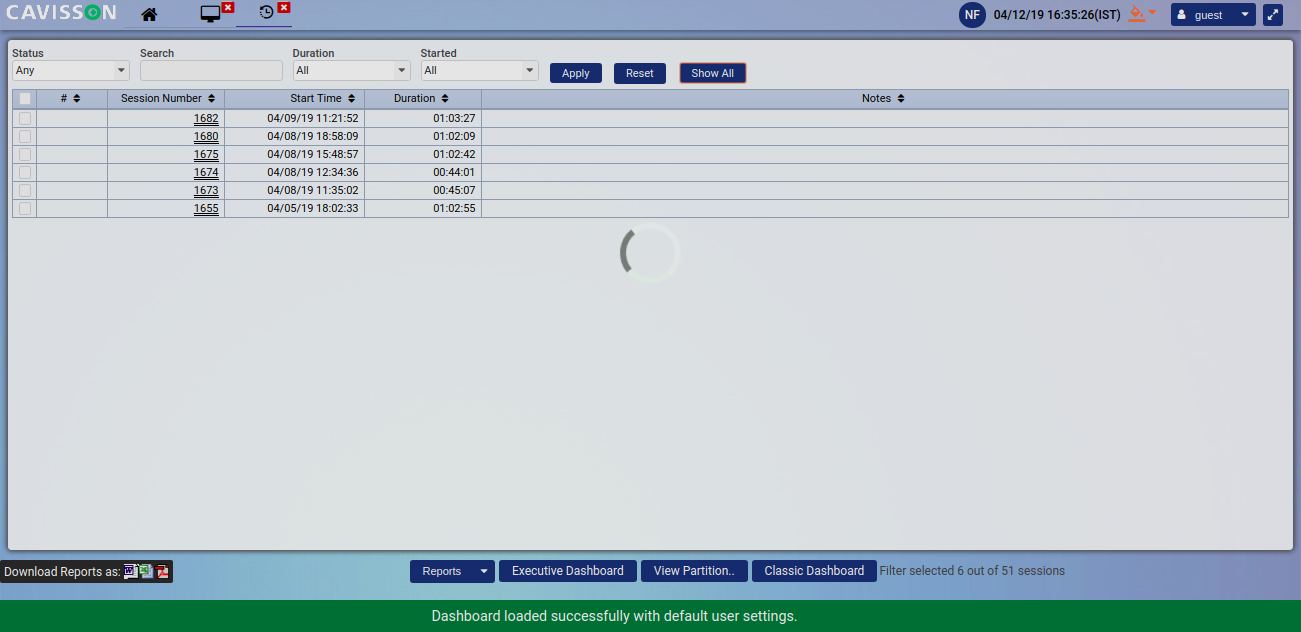 CAVISSON
NF 04/12/19 16:35:26(IST) guest
Status Search Duration Started
Any All All Apply Reset Show All
# Session Number Start Time Duration Notes
1682 04/09/19 11:21:52 01:03:27
1680 04/08/19 18:58:09 01:02:09
1675 04/08/19 15:48:57 01:02:42
1674 04/08/19 12:34:36 00:44:01
1673 04/08/19 11:35:02 00:45:07
1655 04/05/19 18:02:33 01:02:55
Download Reports as: Reports Executive Dashboard View Partition.. Classic Dashboard Filter selected 6 out of 51 sessions
Dashboard loaded successfully with default user settings.